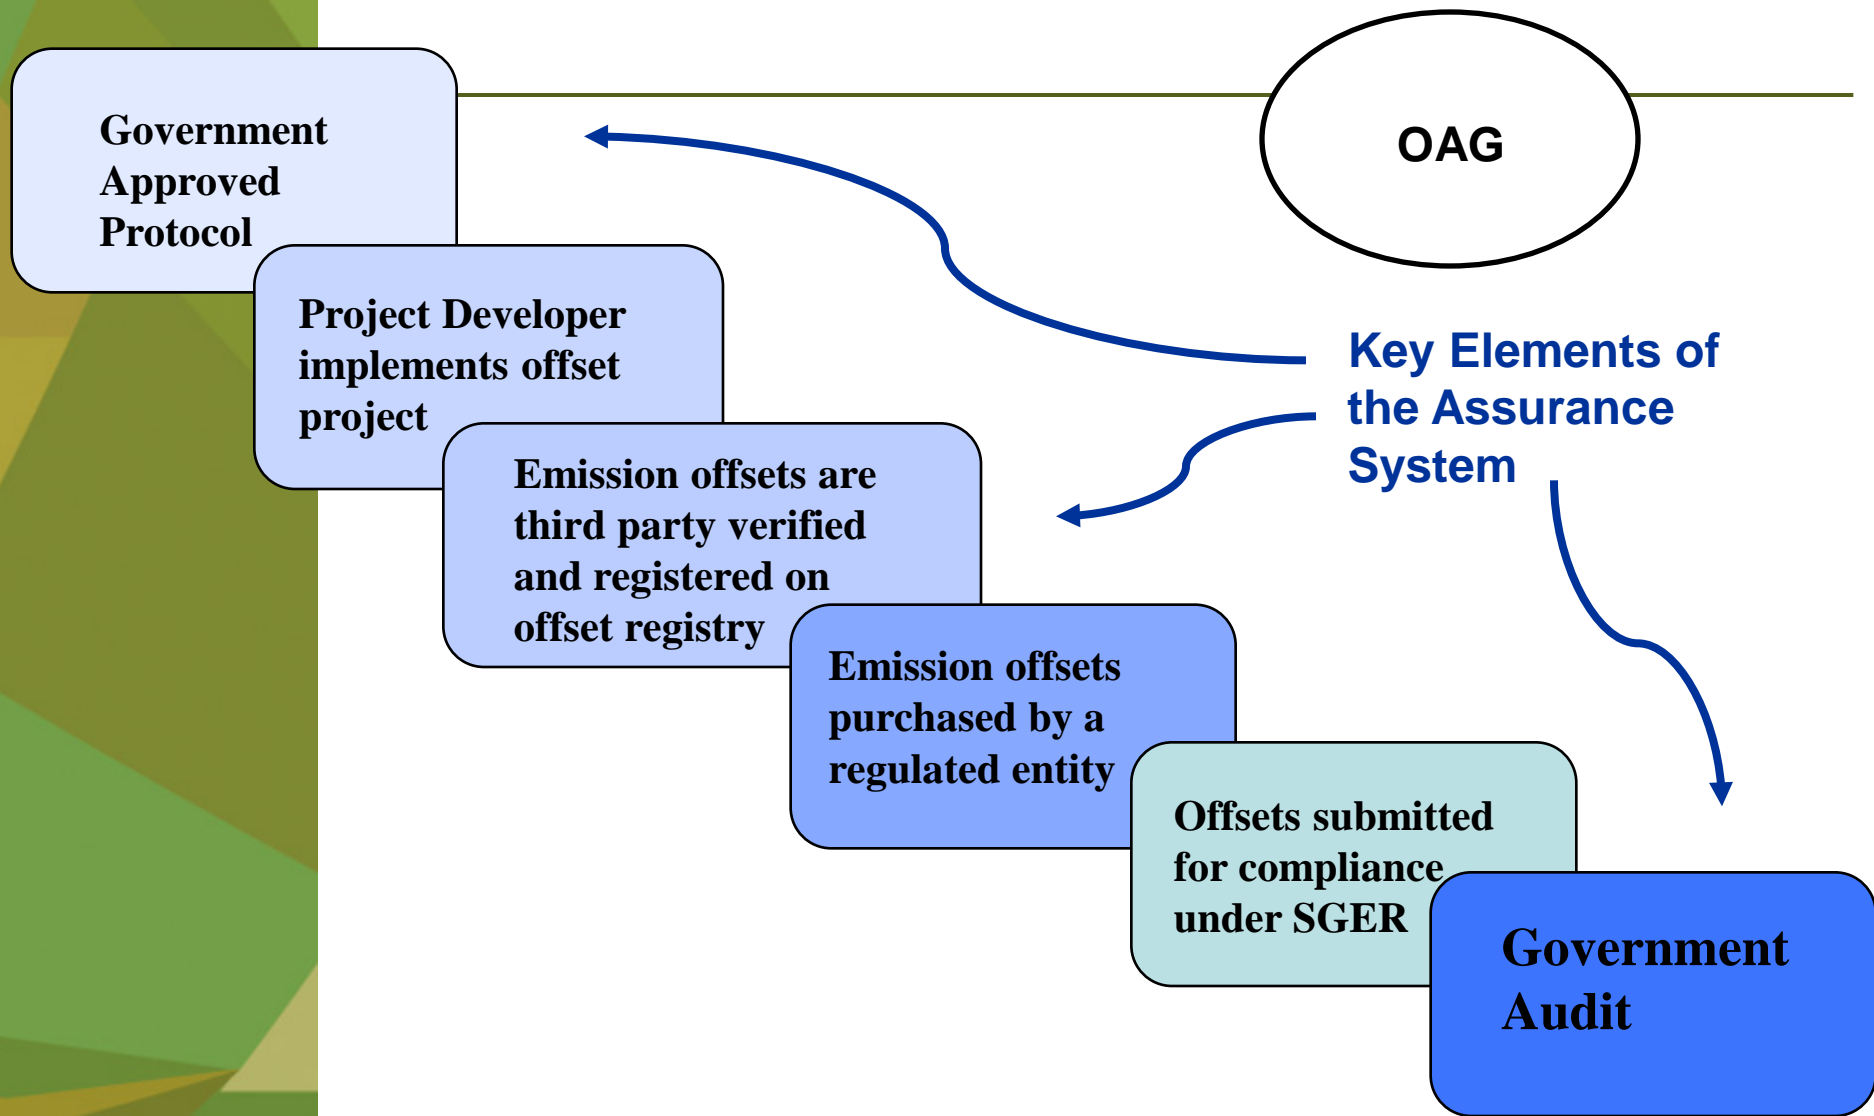 Government
Approved
Protocol
OAG
Project Developer
implements offset
project
Key Elements of
the Assurance
System
Emission offsets are
third party verified
and registered on
offset registry
Emission offsets
purchased by a
regulated entity
Offsets submitted
for compliance
under SGER
Government
Audit